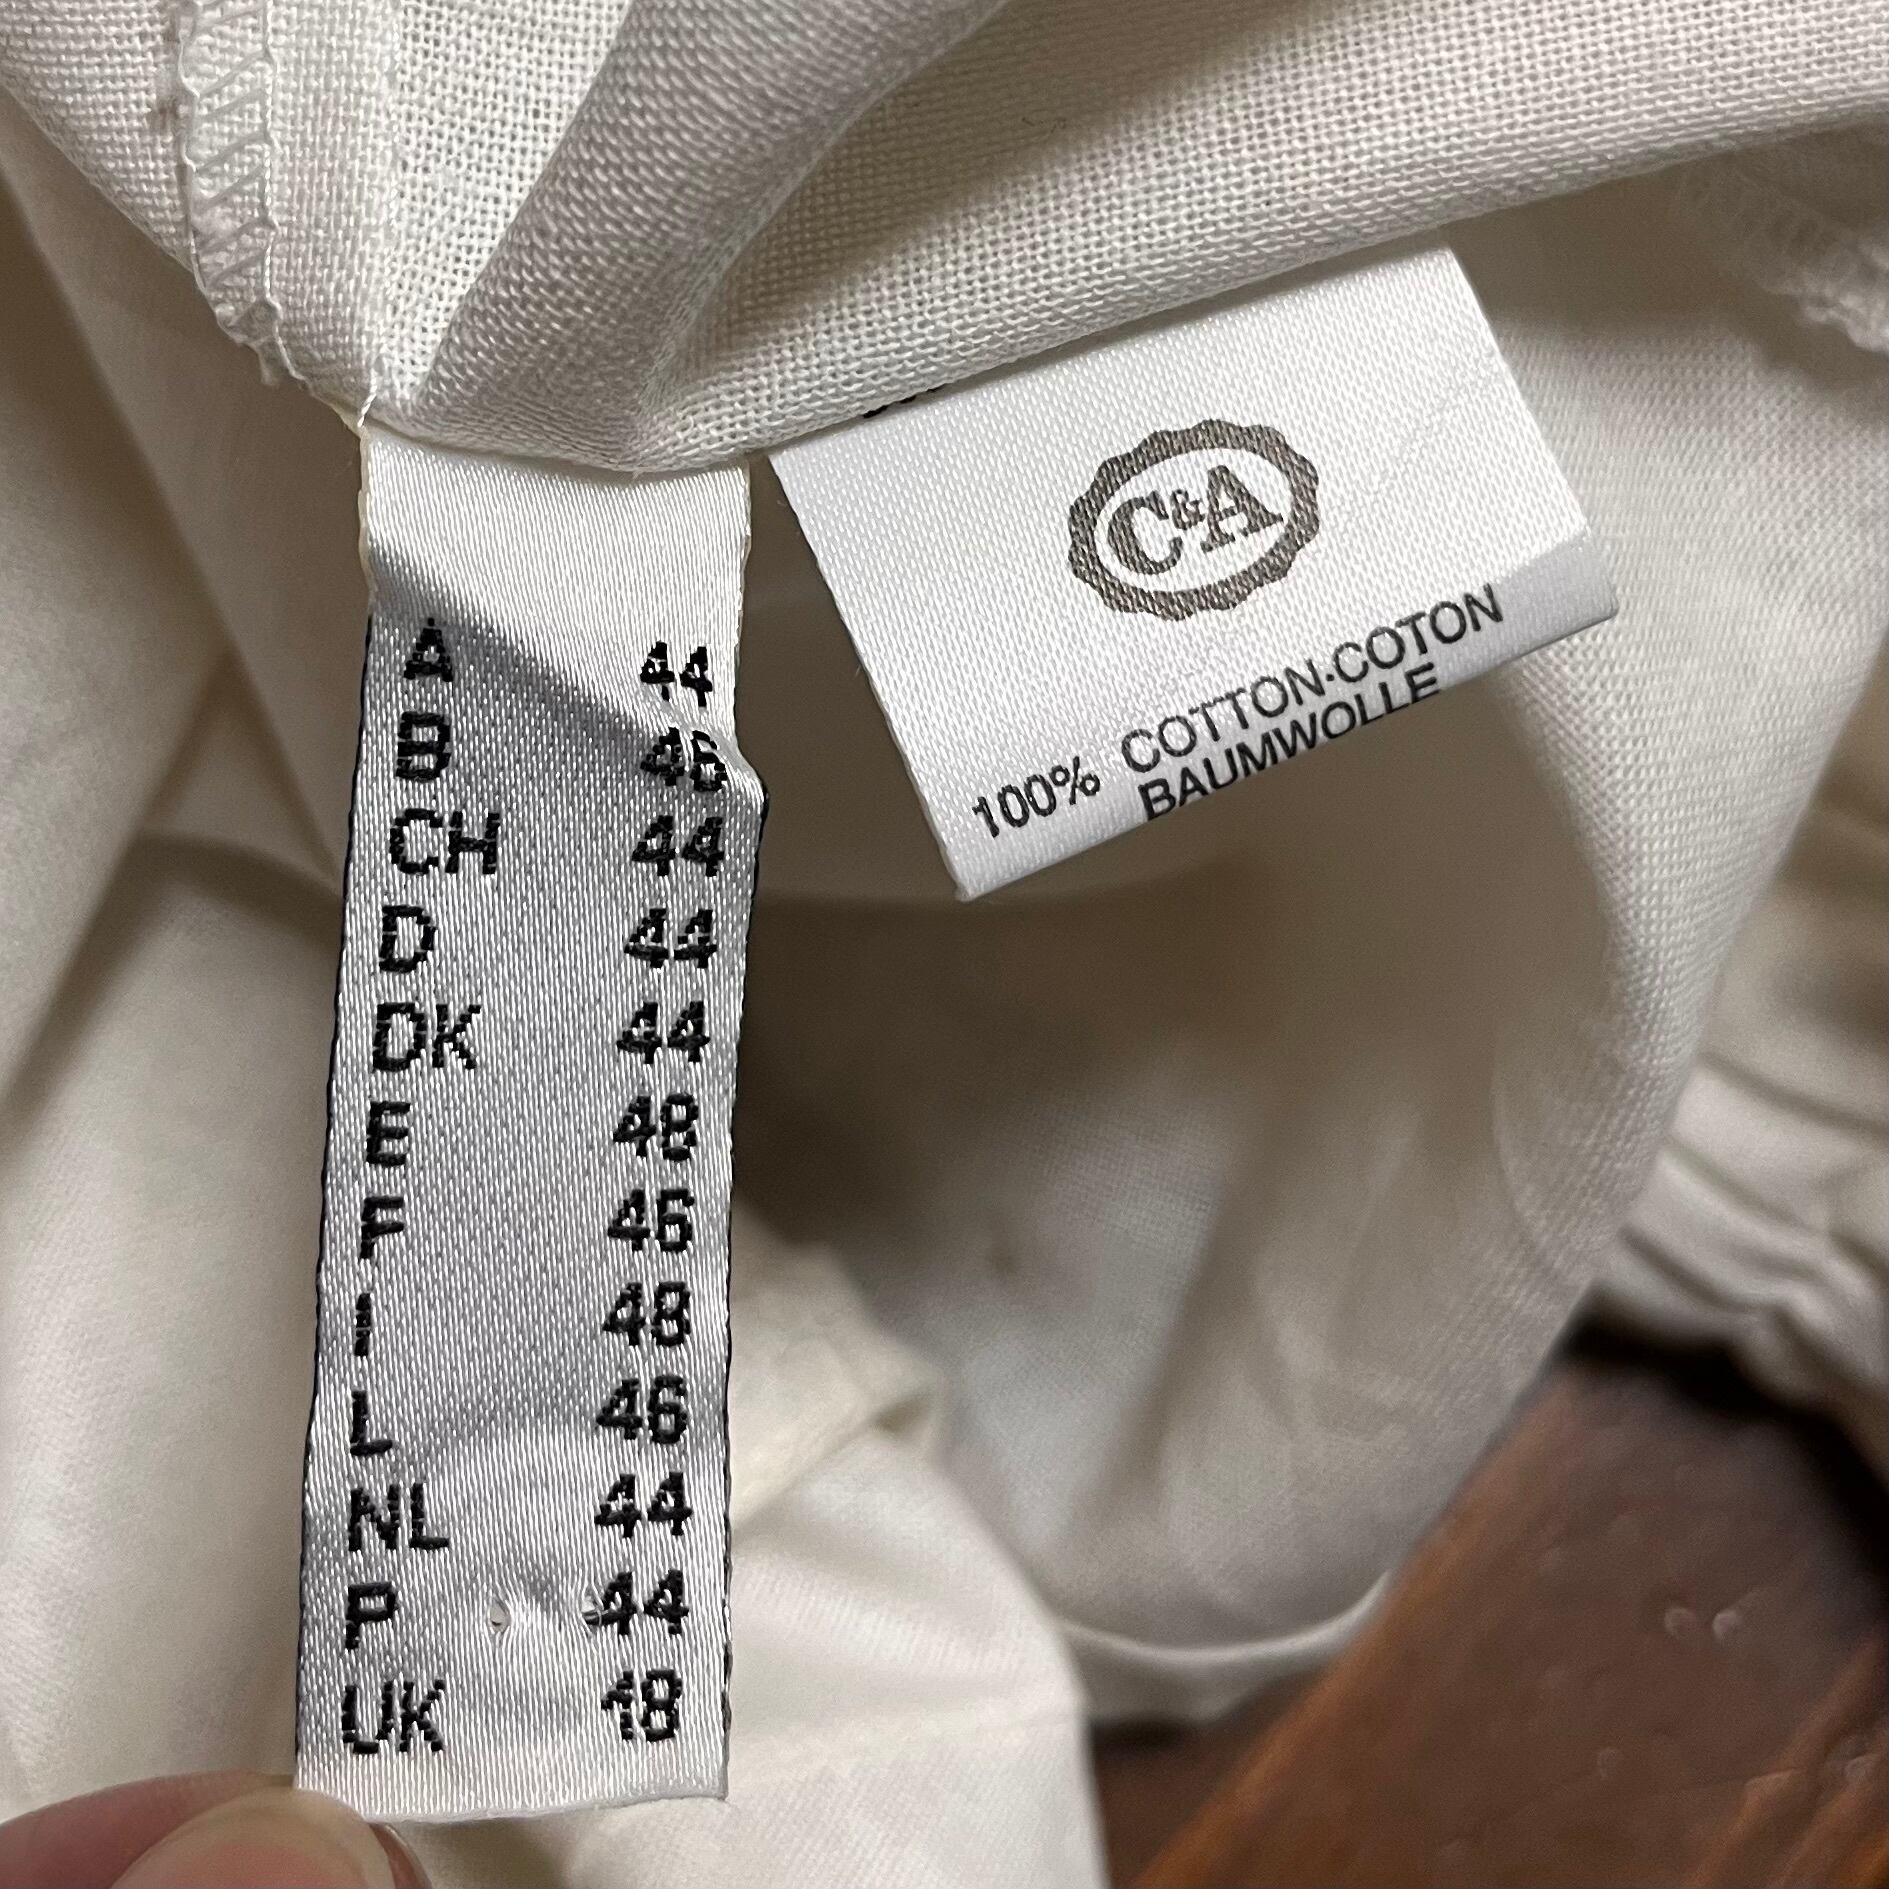 A 44
B 46
CH 44
D 44
DK 44
E 48
F 46
I 48
L 46
NL 44
P 44
UK 18
C&A
100% COTTON·COTON
BAUMWOLLE